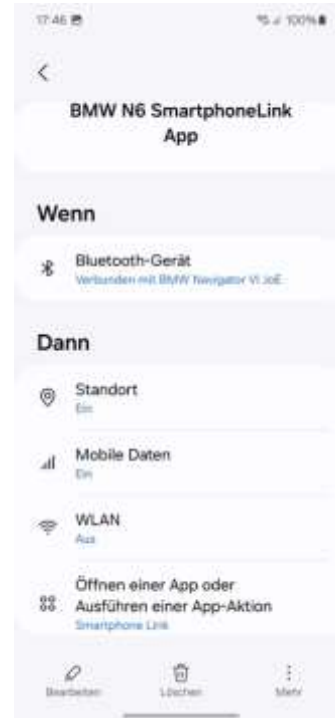 17:46
100%
BMW N6 SmartphoneLink
App
Wenn
Bluetooth-Gerät
Verbunden mit BMW Navigator VI JoE
Dann
Standort
Ein
Mobile Daten
Ein
WLAN
Aus
Öffnen einer App oder
Ausführen einer App-Aktion
Smartphone Link
Bearbeiten
Löschen
Mehr